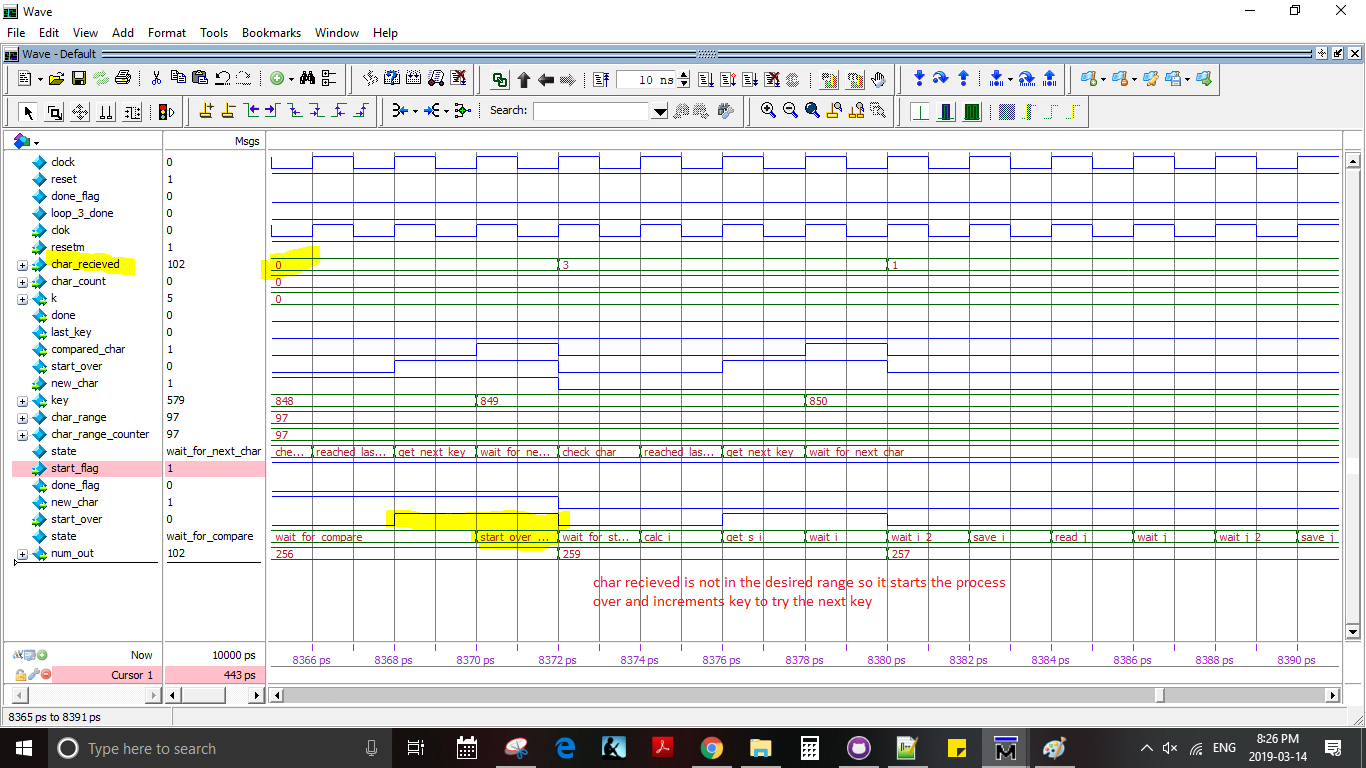 Wave
File Edit View Add Format Tools Bookmarks Window Help
Wave - Default
10 ns
Search:
Msgs
clock 0
reset 1
done_flag 0
loop_3_done 0
clok 0
resetm 1
char_recieved 102 0 3 1
char_count 0 0
k 5 0
done 0
last_key 0
compared_char 1
start_over 0
new_char 1
key 579 848 849 850
char_range 97 97
char_range_counter 97 97
state wait_for_next_char che... reached las... get next key wait for ne... check char reached las... get next key wait for next char
start_flag 1
done_flag 0
new_char 1
start_over 0
state wait_for_compare wait for compare start over ... wait for st... calc i get s i wait i wait i 2 save i read j wait j wait j 2 save j
num_out 102 256 259 257
char recieved is not in the desired range so it starts the process
over and increments key to try the next key
Now 10000 ps 8366 ps 8368 ps 8370 ps 8372 ps 8374 ps 8376 ps 8378 ps 8380 ps 8382 ps 8384 ps 8386 ps 8388 ps 8390 ps
Cursor 1 443 ps
8365 ps to 8391 ps
Type here to search
ENG
8:26 PM
2019-03-14